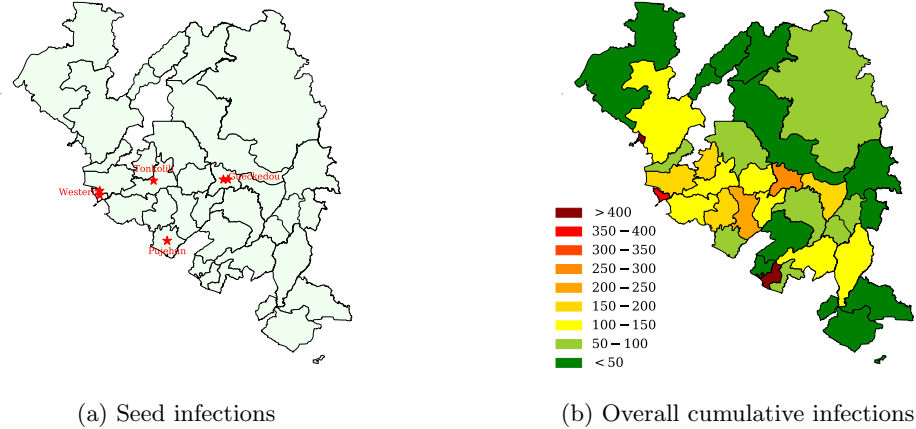 Tonkolili
Gueckedou
Western
Pujehun
> 400
350 − 400
300 − 350
250 − 300
200 − 250
150 − 200
100 − 150
50 − 100
< 50
(a) Seed infections
(b) Overall cumulative infections